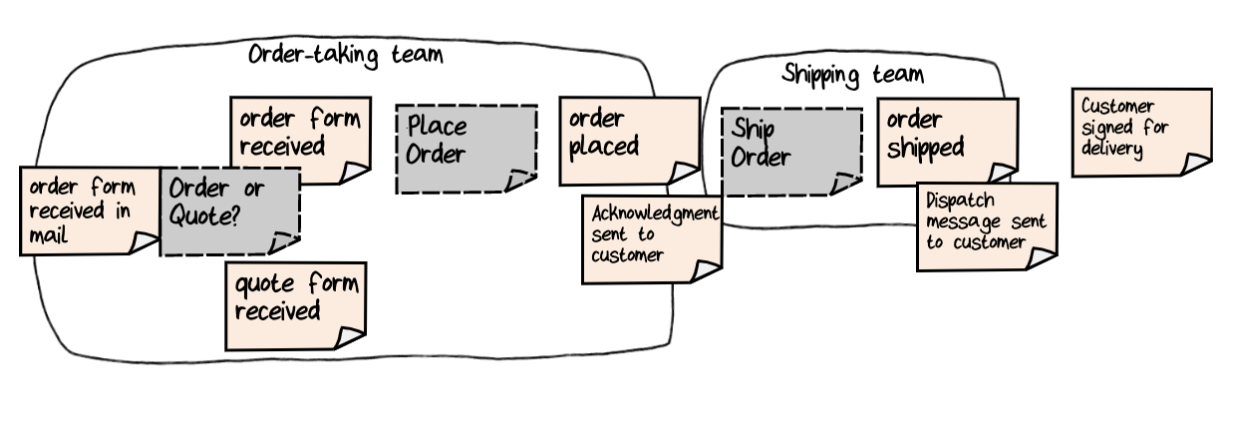 Order-taking team
order form
received
Place
Order
order
placed
order form
received in
mail
Order or
Quote?
Acknowledgment
sent to
customer
quote form
received
Shipping team
Ship
Order
order
shipped
Dispatch
message sent
to customer
Customer
signed for
delivery